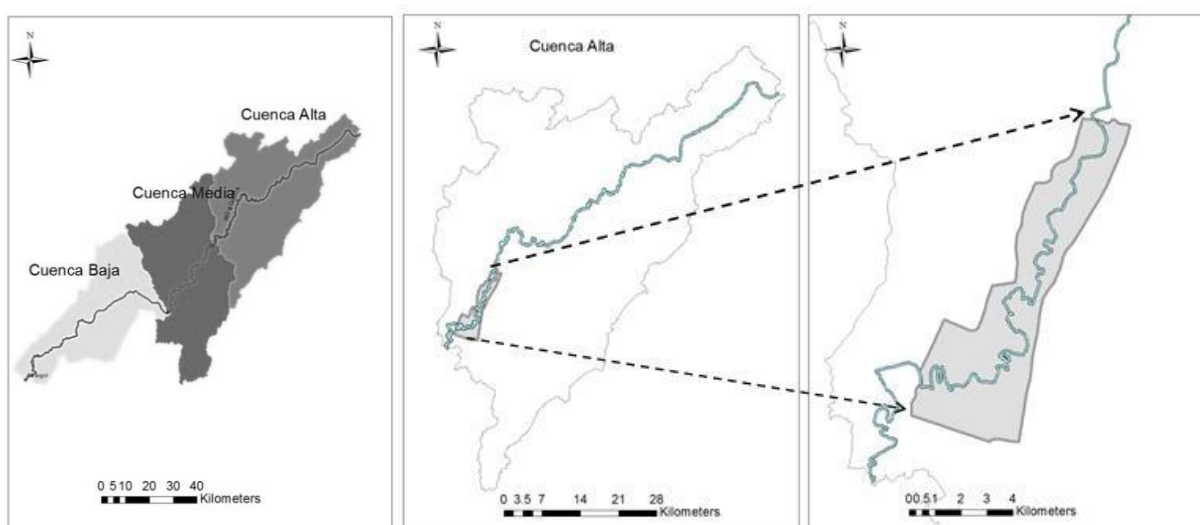 N
Cuenca Alta
Cuenca Media
Cuenca Baja
0 5 10 20 30 40
Kilometers
N
Cuenca Alta
0 3.5 7 14 21 28
Kilometers
N
0 0.5 1 2 3 4
Kilometers